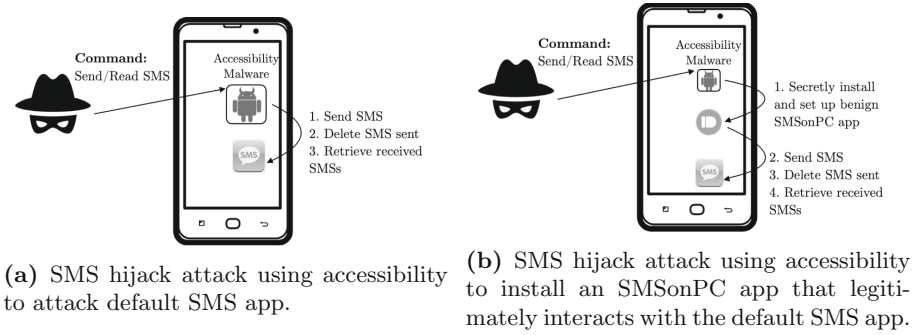 Command:
Send/Read SMS
Accessibility
Malware
1. Send SMS
2. Delete SMS sent
3. Retrieve received
SMSs
SMS
(a) SMS hijack attack using accessibility
to attack default SMS app.
Command:
Send/Read SMS
Accessibility
Malware
1. Secretly install
and set up benign
SMSonPC app
2. Send SMS
3. Delete SMS sent
4. Retrieve received
SMSs
SMS
(b) SMS hijack attack using accessibility
to install an SMSonPC app that legiti-
mately interacts with the default SMS app.